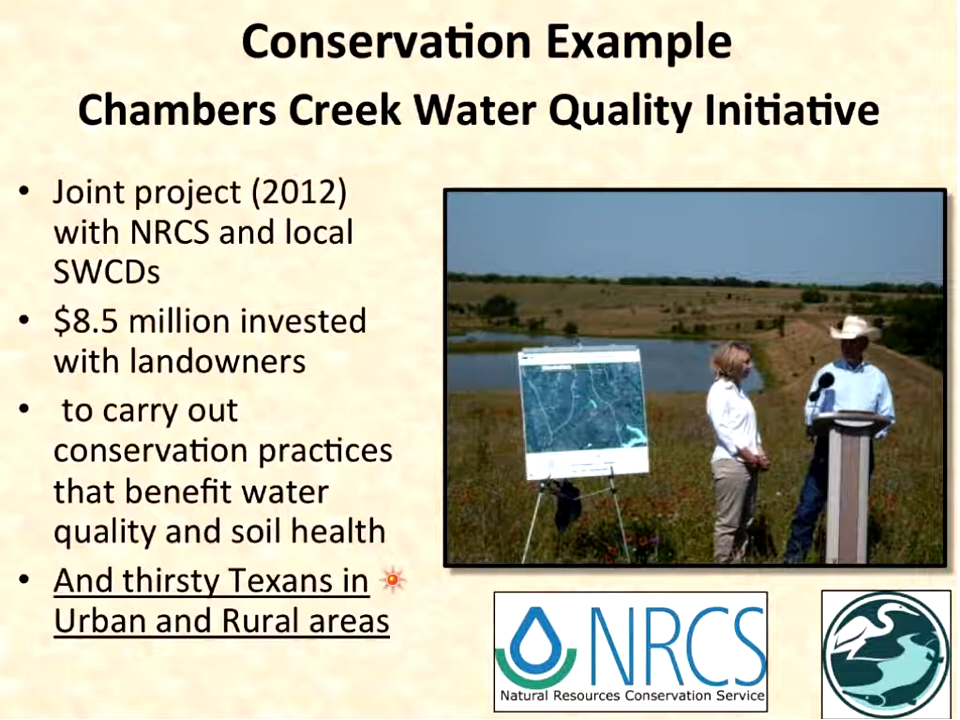 Conservation Example
Chambers Creek Water Quality Initiative
• Joint project (2012)
with NRCS and local
SWCDs
• $8.5 million invested
with landowners
• to carry out
conservation practices
that benefit water
quality and soil health
• And thirsty Texans in
Urban and Rural areas
NRCS
Natural Resources Conservation Service